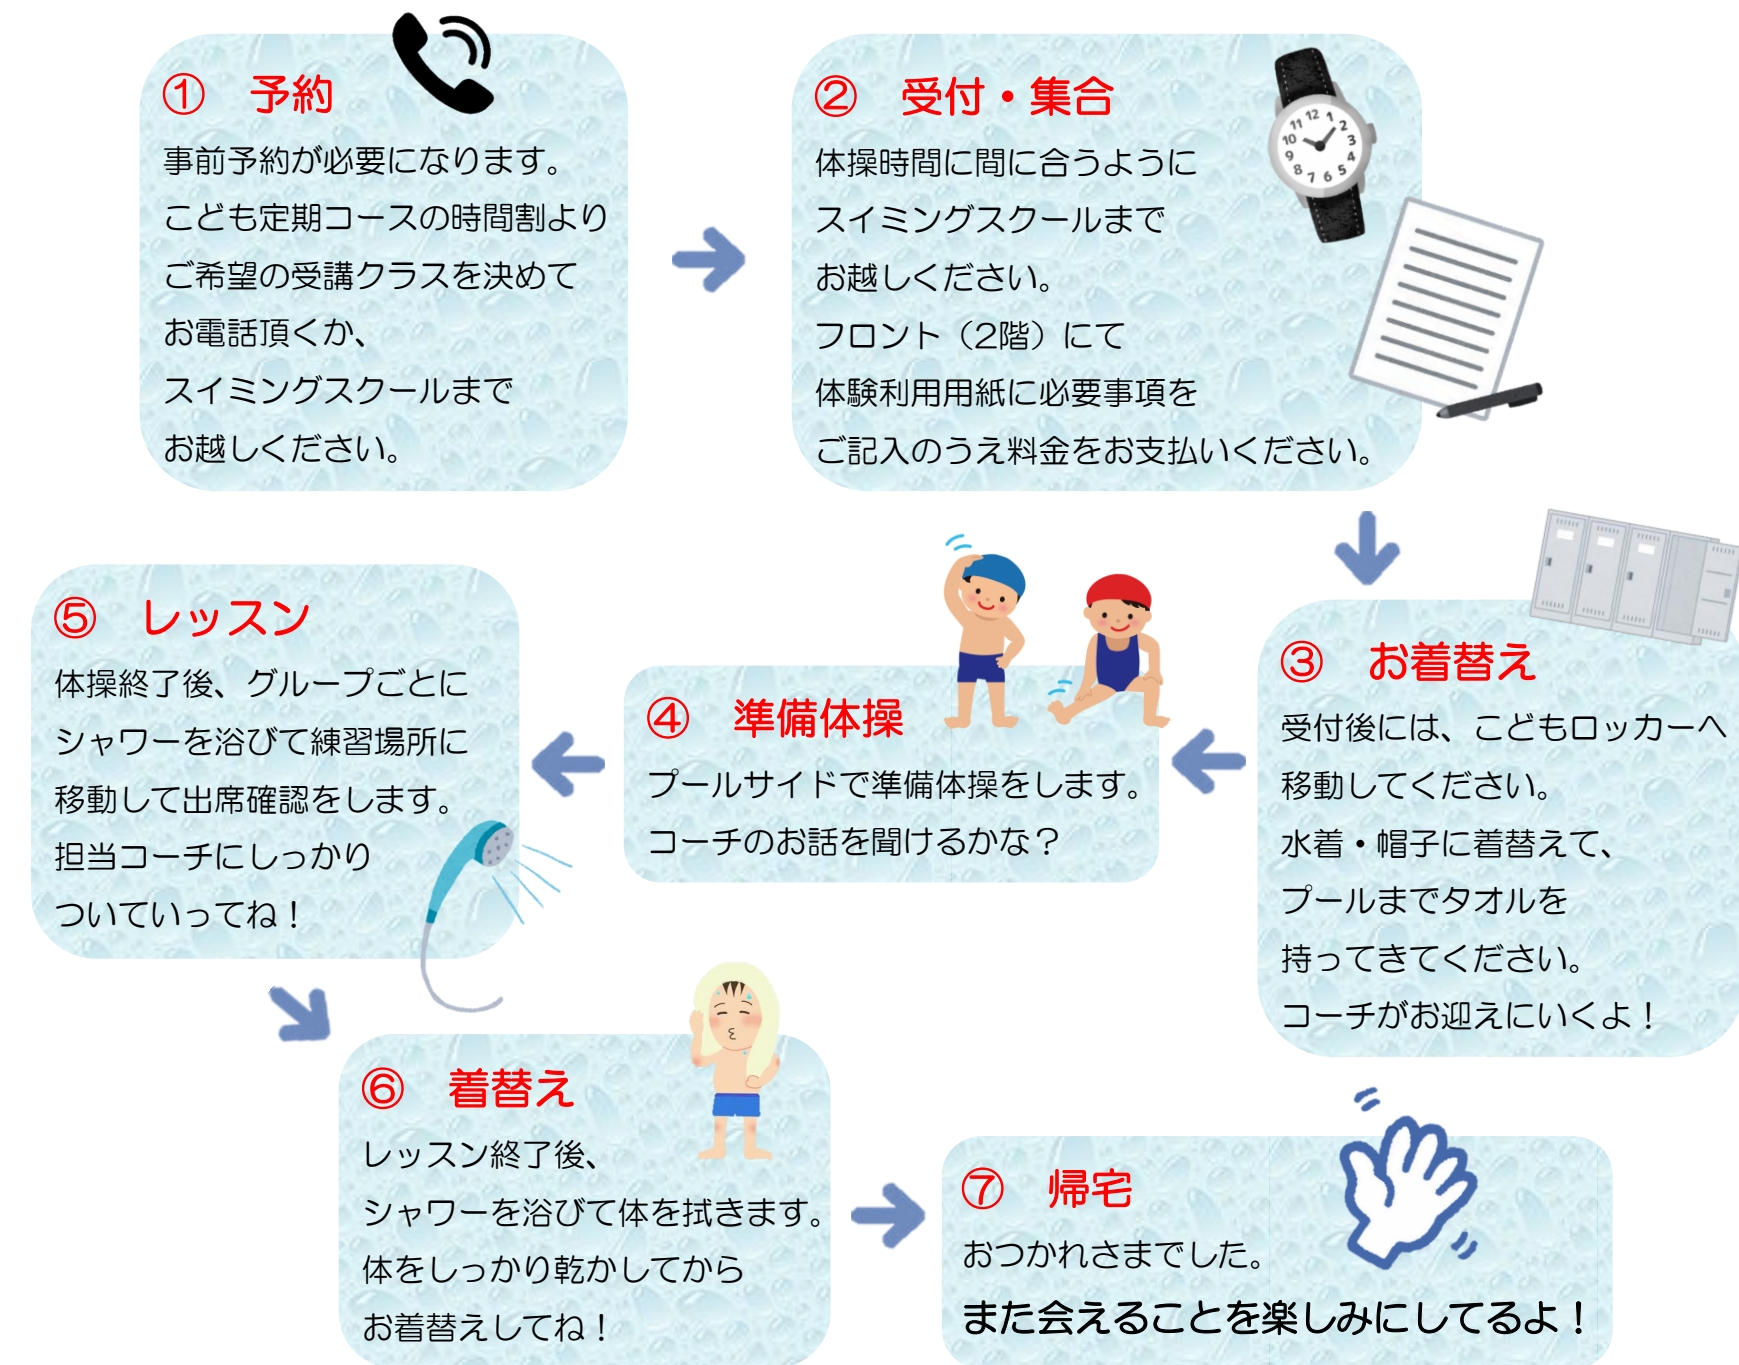 ① 予約
事前予約が必要になります。
こども定期コースの時間割より
ご希望の受講クラスを決めて
お電話頂くか、
スイミングスクールまで
お越しください。
② 受付・集合
体操時間に間に合うように
スイミングスクールまで
お越しください。
フロント（2階）にて
体験利用用紙に必要事項を
ご記入のうえ料金をお支払いください。
12 1 2 3 4 5 6 7 8 9 10 11
③ お着替え
受付後には、こどもロッカーへ
移動してください。
水着・帽子に着替えて、
プールまでタオルを
持ってきてください。
コーチがお迎えにいくよ！
④ 準備体操
プールサイドで準備体操をします。
コーチのお話を聞けるかな？
⑤ レッスン
体操終了後、グループごとに
シャワーを浴びて練習場所に
移動して出席確認をします。
担当コーチにしっかり
ついていってね！
⑥ 着替え
レッスン終了後、
シャワーを浴びて体を拭きます。
体をしっかり乾かしてから
お着替えしてね！
⑦ 帰宅
おつかれさまでした。
また会えることを楽しみにしてるよ！